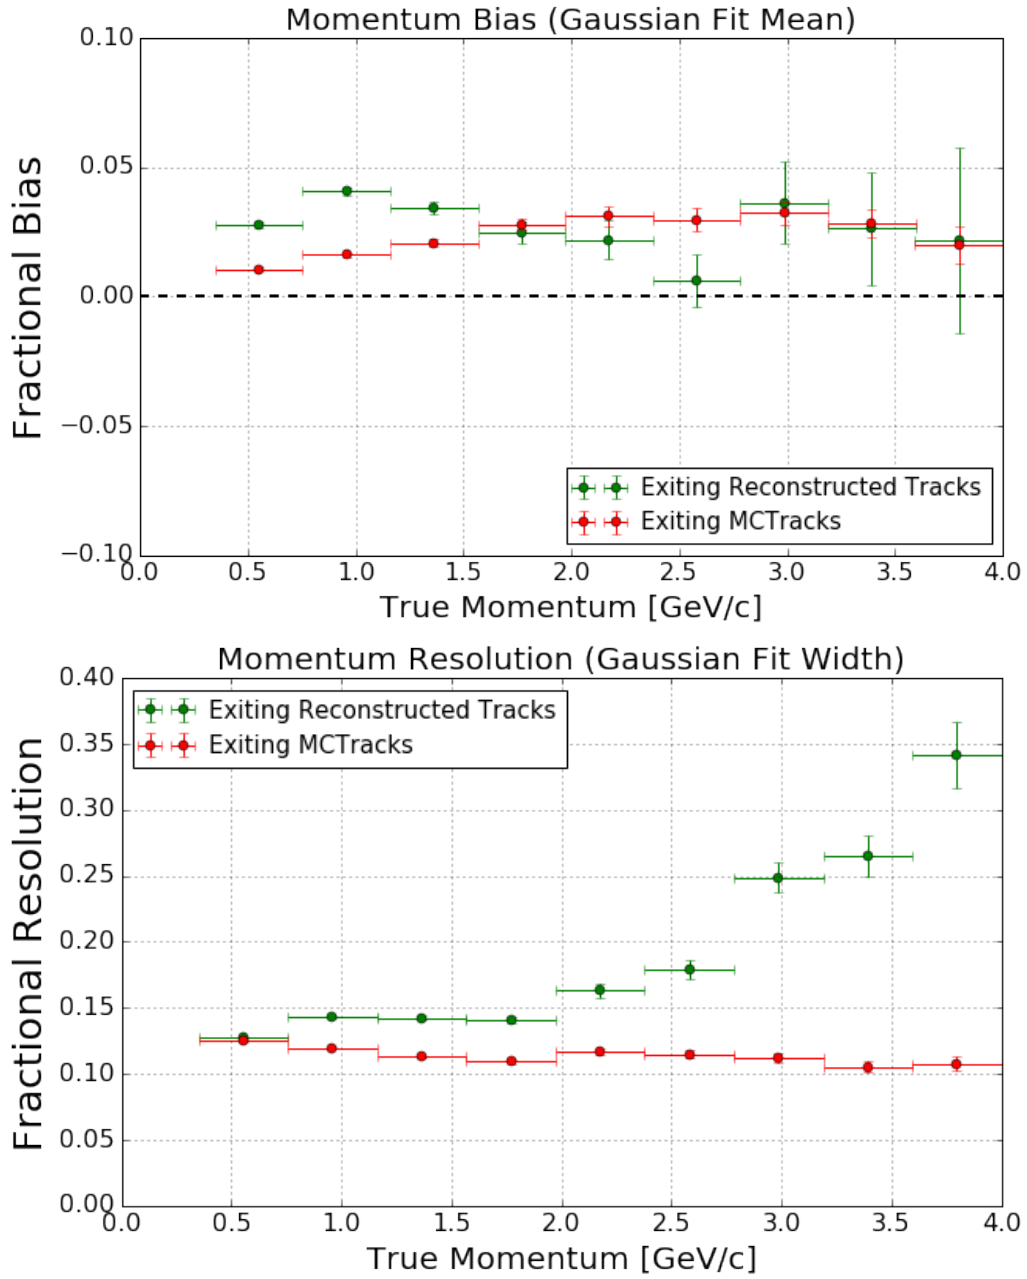 Momentum Bias (Gaussian Fit Mean)
Fractional Bias
0.10
0.05
0.00
−0.05
−0.10
Exiting Reconstructed Tracks
Exiting MCTracks
0.0 0.5 1.0 1.5 2.0 2.5 3.0 3.5 4.0
True Momentum [GeV/c]
Momentum Resolution (Gaussian Fit Width)
Fractional Resolution
0.40
0.35
0.30
0.25
0.20
0.15
0.10
0.05
0.00
Exiting Reconstructed Tracks
Exiting MCTracks
0.0 0.5 1.0 1.5 2.0 2.5 3.0 3.5 4.0
True Momentum [GeV/c]